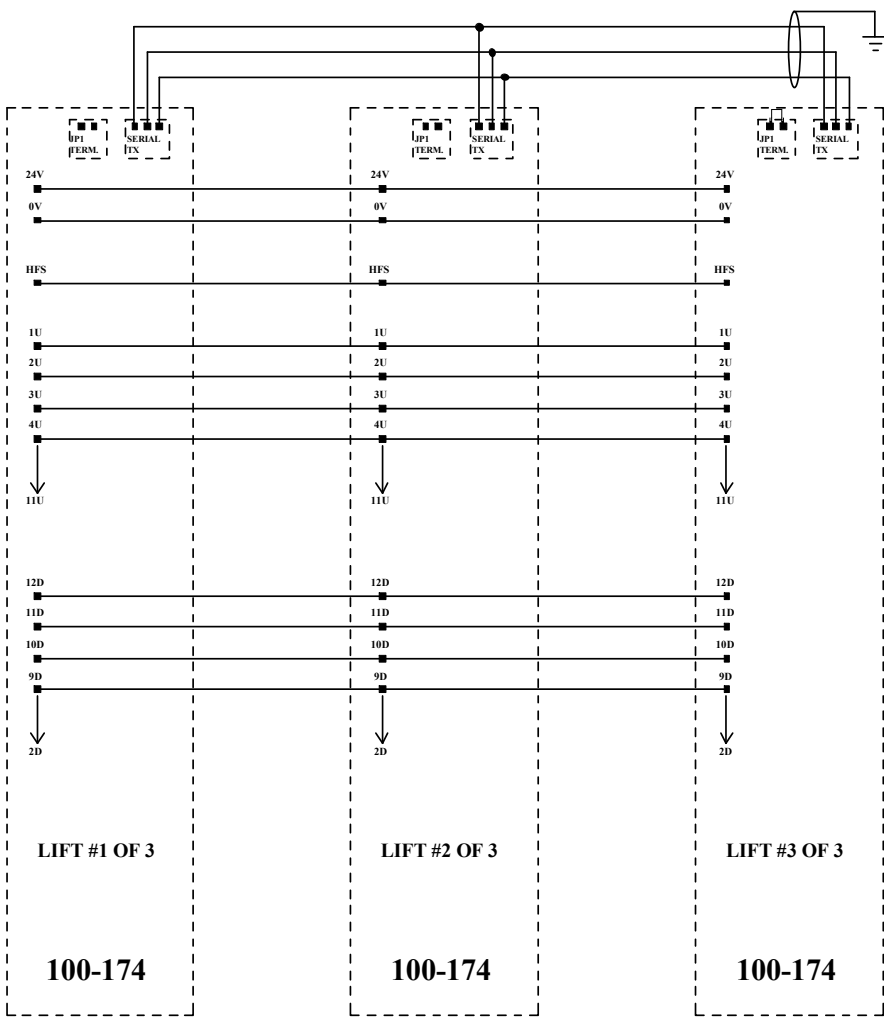 JP1 SERIAL JP1 SERIAL JP1 SERIAL
TERM. TX TERM. TX TERM. TX
24V 24V 24V
0V 0V 0V
HFS HFS HFS
1U 1U 1U
2U 2U 2U
3U 3U 3U
4U 4U 4U
11U 11U 11U
12D 12D 12D
11D 11D 11D
10D 10D 10D
9D 9D 9D
2D 2D 2D
LIFT #1 OF 3 LIFT #2 OF 3 LIFT #3 OF 3
100-174 100-174 100-174